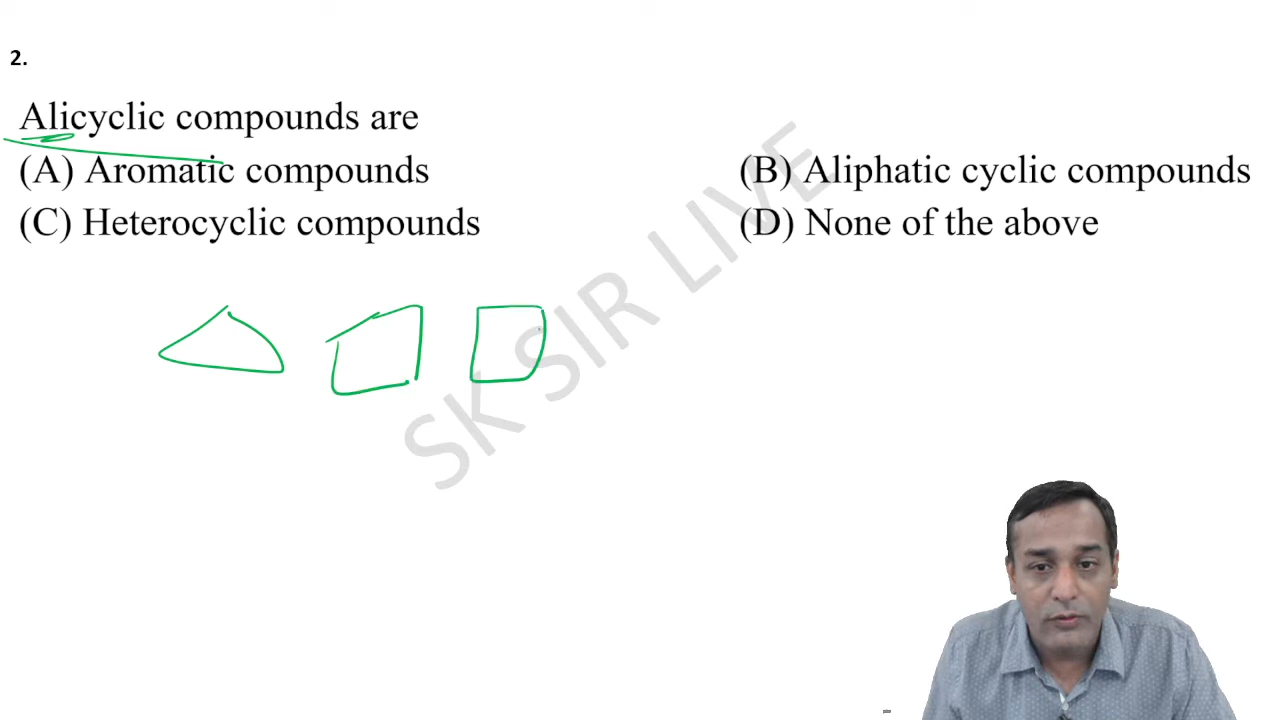 2.
Alicyclic compounds are
(A) Aromatic compounds (B) Aliphatic cyclic compounds
(C) Heterocyclic compounds (D) None of the above
SK SIR LIVE